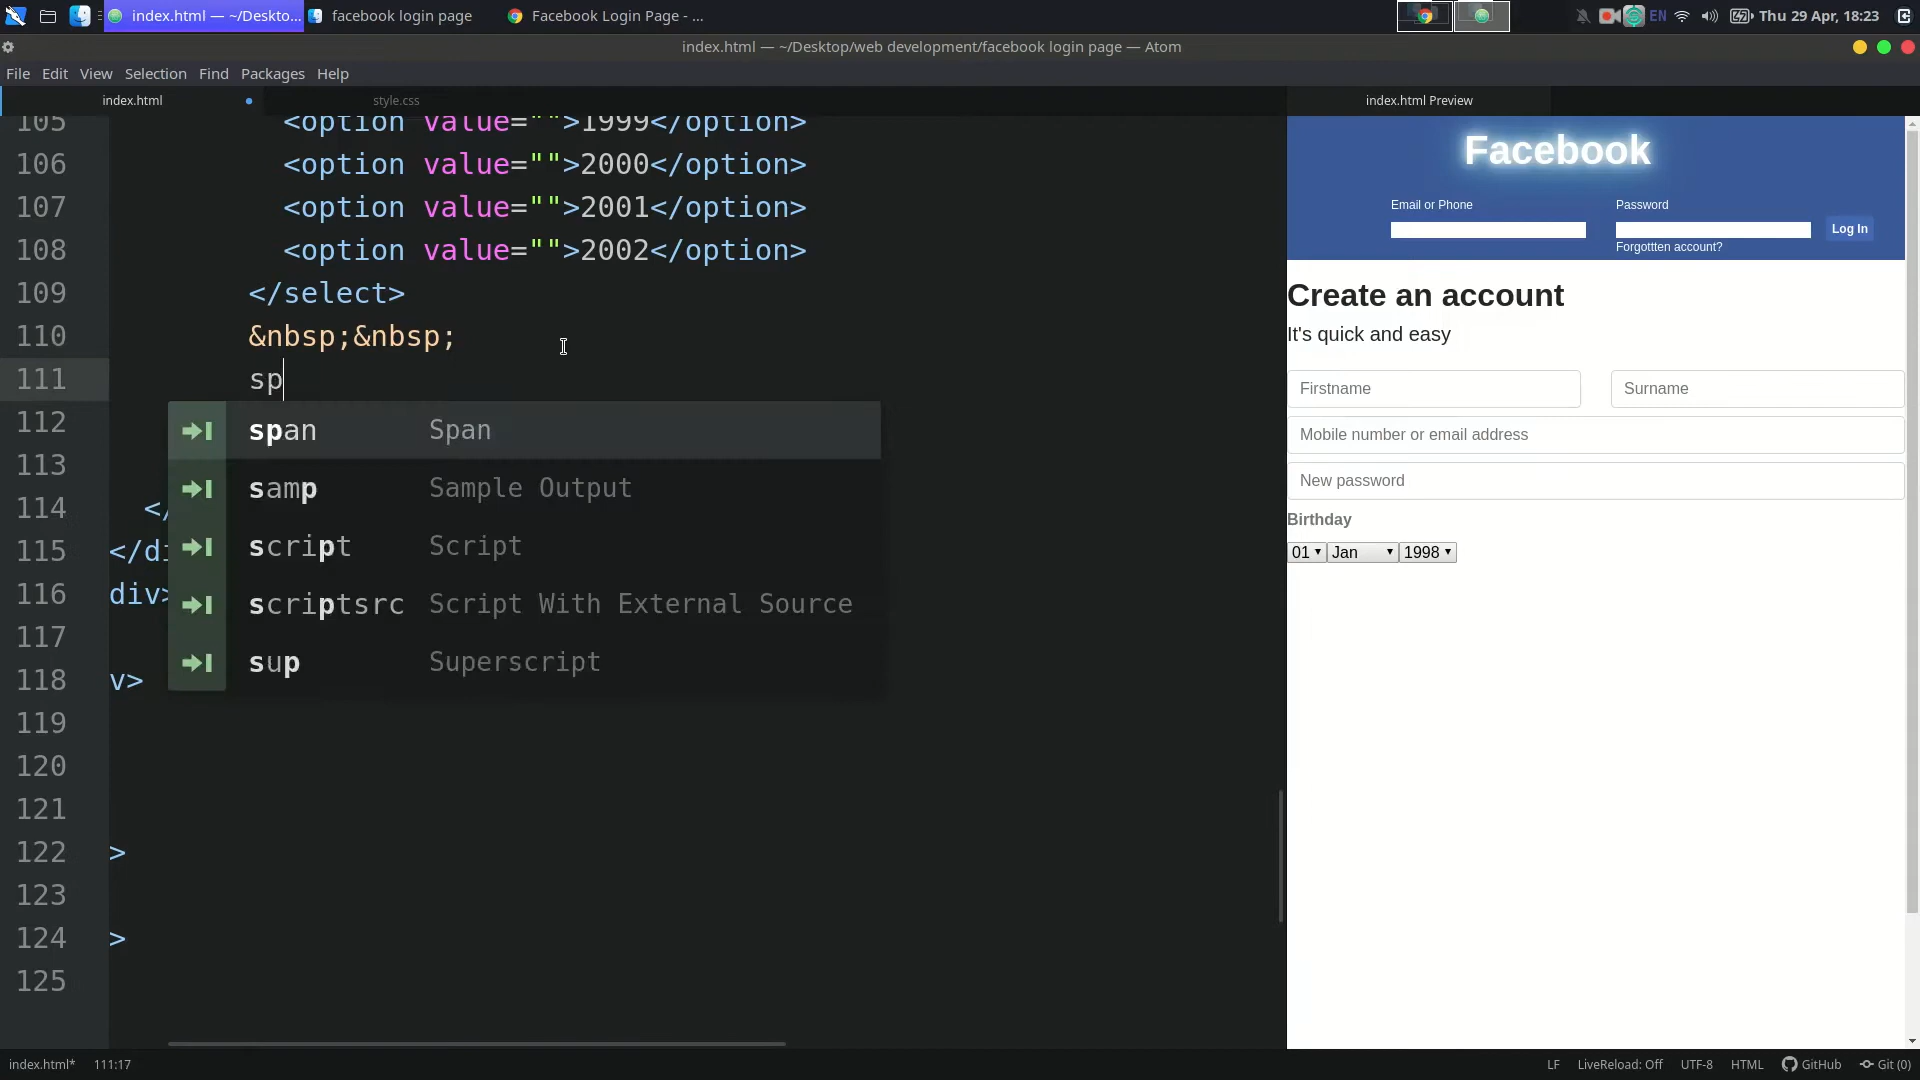 index.html — ~/Deskto...
facebook login page
Facebook Login Page - ...
EN
Thu 29 Apr, 18:23
index.html — ~/Desktop/web development/facebook login page — Atom
File Edit View Selection Find Packages Help
index.html
style.css
index.html Preview
105 <option value="">1999</option>
106 <option value="">2000</option>
107 <option value="">2001</option>
108 <option value="">2002</option>
109 </select>
110 &nbsp;&nbsp;
111 sp
span Span
samp Sample Output
script Script
scriptsrc Script With External Source
sup Superscript
112
113
114 </
115 </di
116 div>
117
118 v>
119
120
121
122 >
123
124 >
125
Facebook
Email or Phone
Password
Log In
Forgottten account?
Create an account
It's quick and easy
Firstname
Surname
Mobile number or email address
New password
Birthday
01 Jan 1998
index.html* 111:17
LF LiveReload: Off UTF-8 HTML GitHub Git (0)